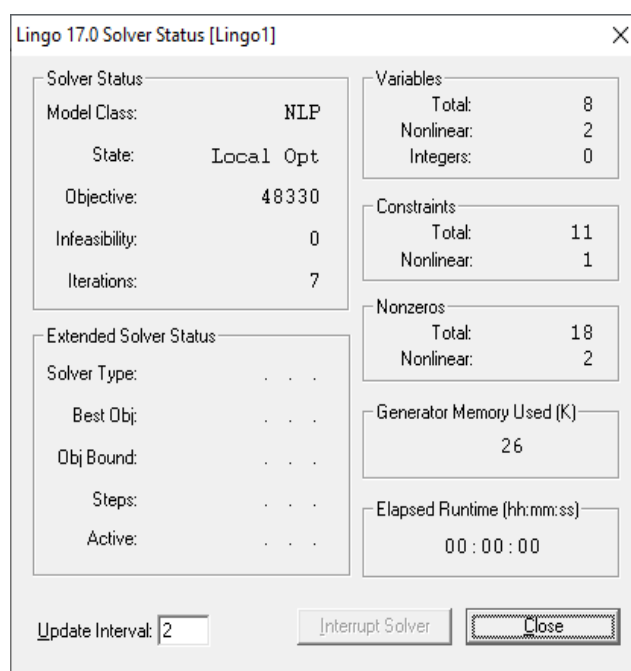 Lingo 17.0 Solver Status [Lingo1]
Solver Status
Model Class: NLP
State: Local Opt
Objective: 48330
Infeasibility: 0
Iterations: 7
Extended Solver Status
Solver Type: . . .
Best Obj: . . .
Obj Bound: . . .
Steps: . . .
Active: . . .
Variables
Total: 8
Nonlinear: 2
Integers: 0
Constraints
Total: 11
Nonlinear: 1
Nonzeros
Total: 18
Nonlinear: 2
Generator Memory Used (K)
26
Elapsed Runtime (hh:mm:ss)
00:00:00
Update Interval: 2
Interrupt Solver
Close